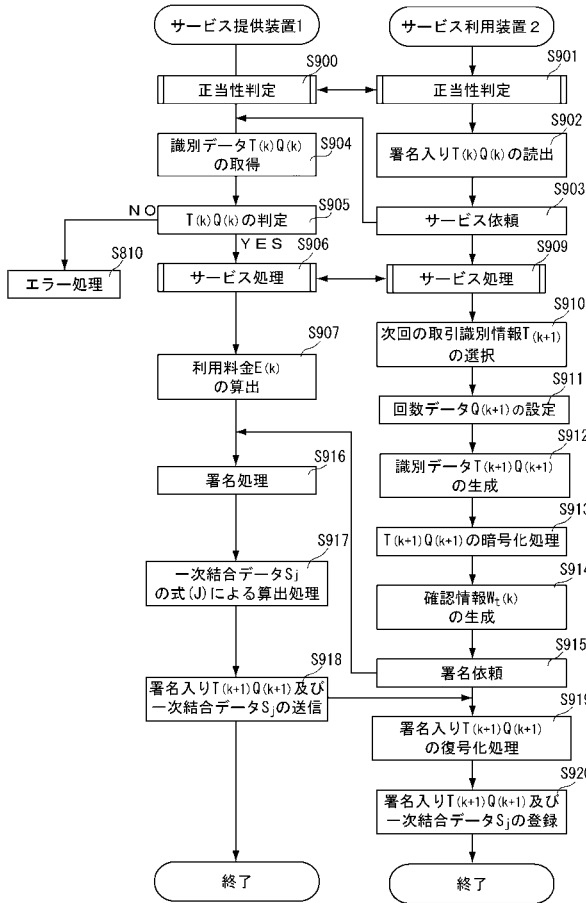 サービス提供装置1
サービス利用装置2
S900
正当性判定
S901
正当性判定
S902
署名入りT(k)Q(k)の読出
S904
識別データT(k)Q(k)
の取得
S903
サービス依頼
S905
T(k)Q(k)の判定
NO
YES
S810
エラー処理
S906
サービス処理
S909
サービス処理
S910
次回の取引識別情報T(k+1)
の選択
S907
利用料金E(k)
の算出
S911
回数データQ(k+1)の設定
S912
識別データT(k+1)Q(k+1)
の生成
S916
署名処理
S913
T(k+1)Q(k+1)の暗号化処理
S917
一次結合データSj
の式(J)による算出処理
S914
確認情報Wt(k)
の生成
S915
署名依頼
S918
署名入りT(k+1)Q(k+1)及び
一次結合データSjの送信
S919
署名入りT(k+1)Q(k+1)
の復号化処理
S920
署名入りT(k+1)Q(k+1)及び
一次結合データSjの登録
終了
終了